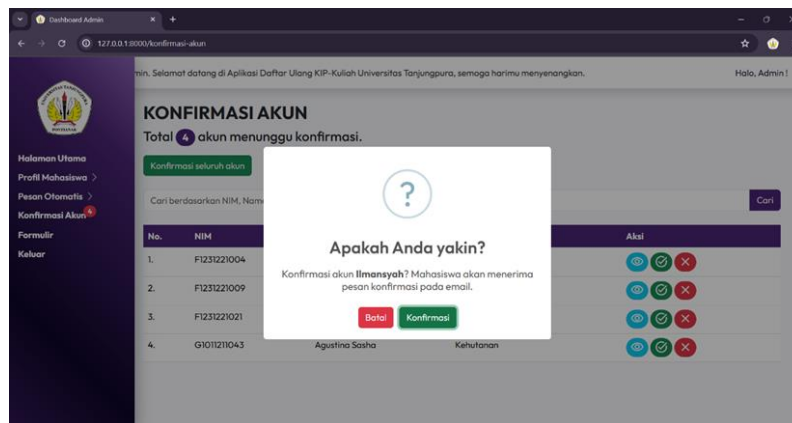 Dashboard Admin
127.0.0.1:8000/konfirmasi-akun
min. Selamat datang di Aplikasi Daftar Ulang KIP-Kuliah Universitas Tanjungpura, semoga harimu menyenangkan.
Halo, Admin !
KONFIRMASI AKUN
Total 4 akun menunggu konfirmasi.
Halaman Utama
Profil Mahasiswa
Pesan Otomatis
Konfirmasi Akun 4
Formulir
Keluar
Konfirmasi seluruh akun
Cari berdasarkan NIM, Nam
Cari
No. NIM Aksi
1. F1231221004
2. F1231221009
3. F1231221021
4. G1011211043 Agustina Sasha Kehutanan
?
Apakah Anda yakin?
Konfirmasi akun Ilmansyah? Mahasiswa akan menerima
pesan konfirmasi pada email.
Batal Konfirmasi